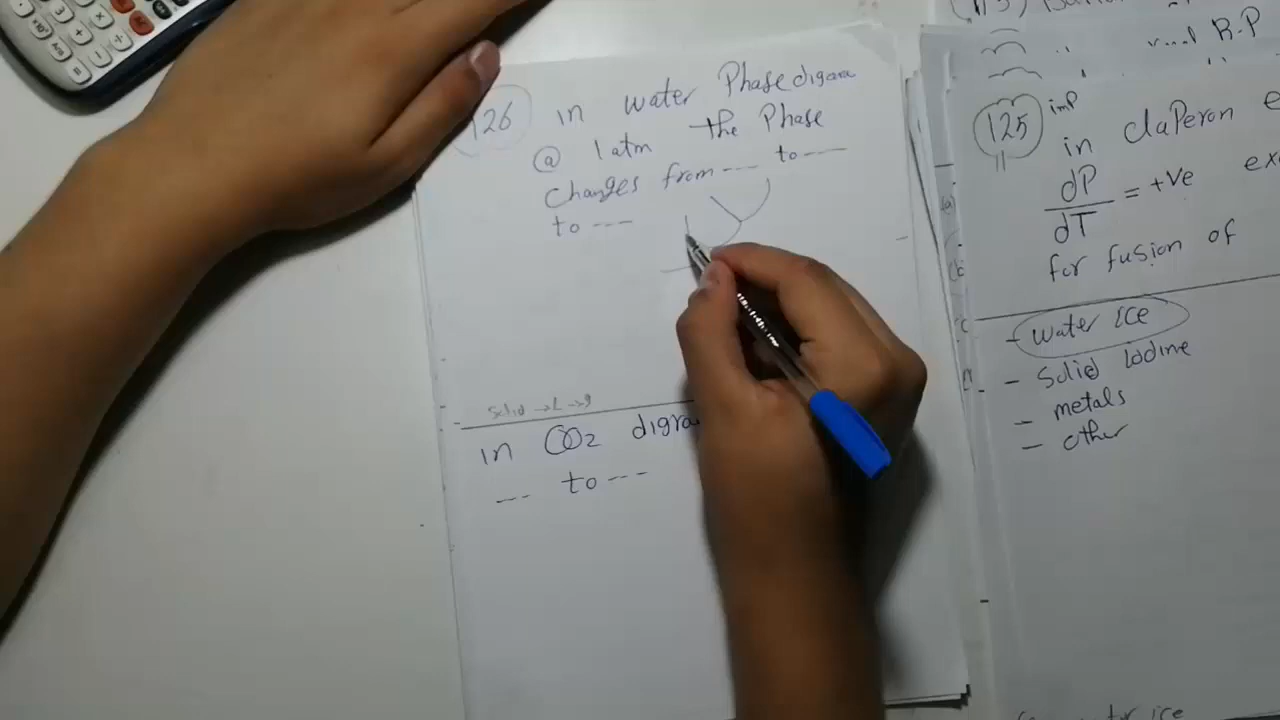 126 in water Phase digram
@ 1atm the Phase
changes from --- to ---
to ---
Solid → L → g
in CO2 digra
--- to ---
R.P
125 imp
in claPeron e
dP/dT = +ve ex
for fusion of
- water ice
- Solid Iodine
- metals
- other
ice